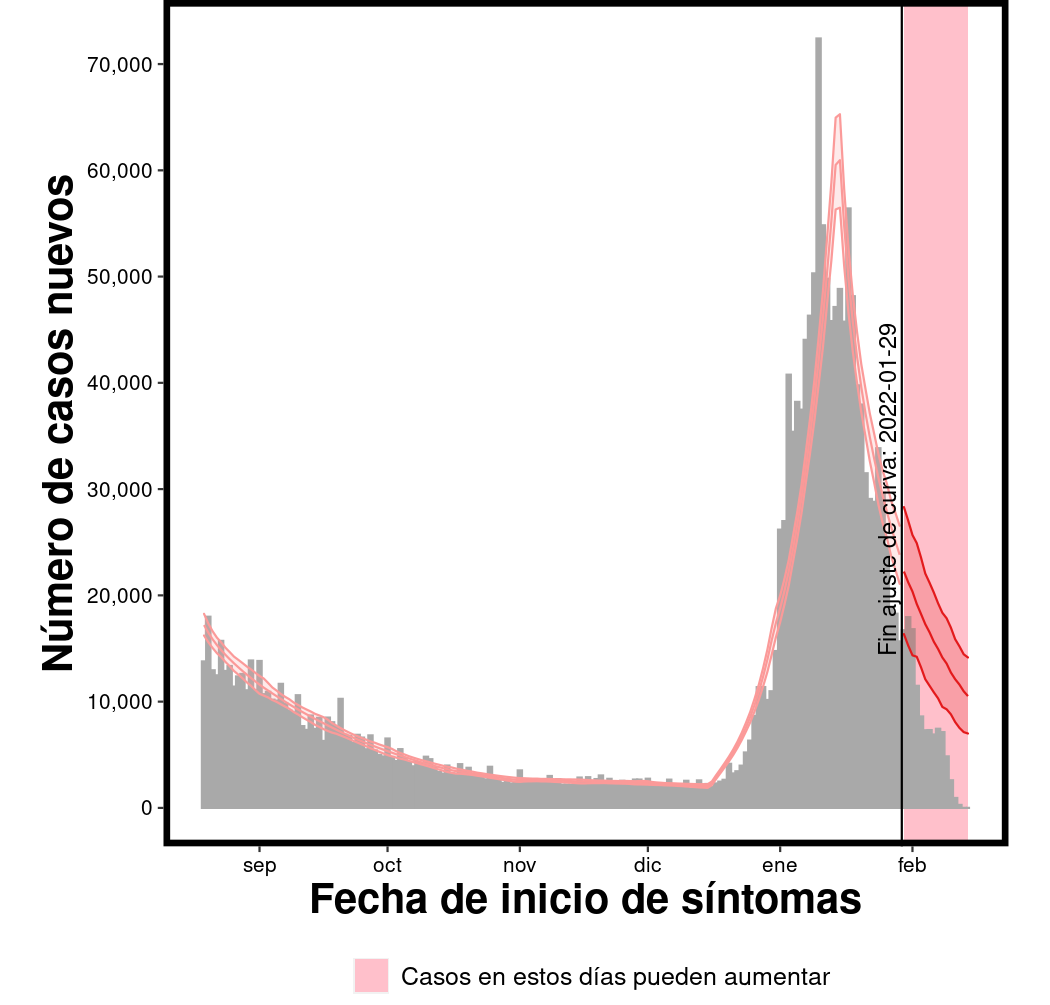 70,000
60,000
50,000
40,000
30,000
20,000
10,000
0
Número de casos nuevos
Fin ajuste de curva: 2022-01-29
sep
oct
nov
dic
ene
feb
Fecha de inicio de síntomas
Casos en estos días pueden aumentar